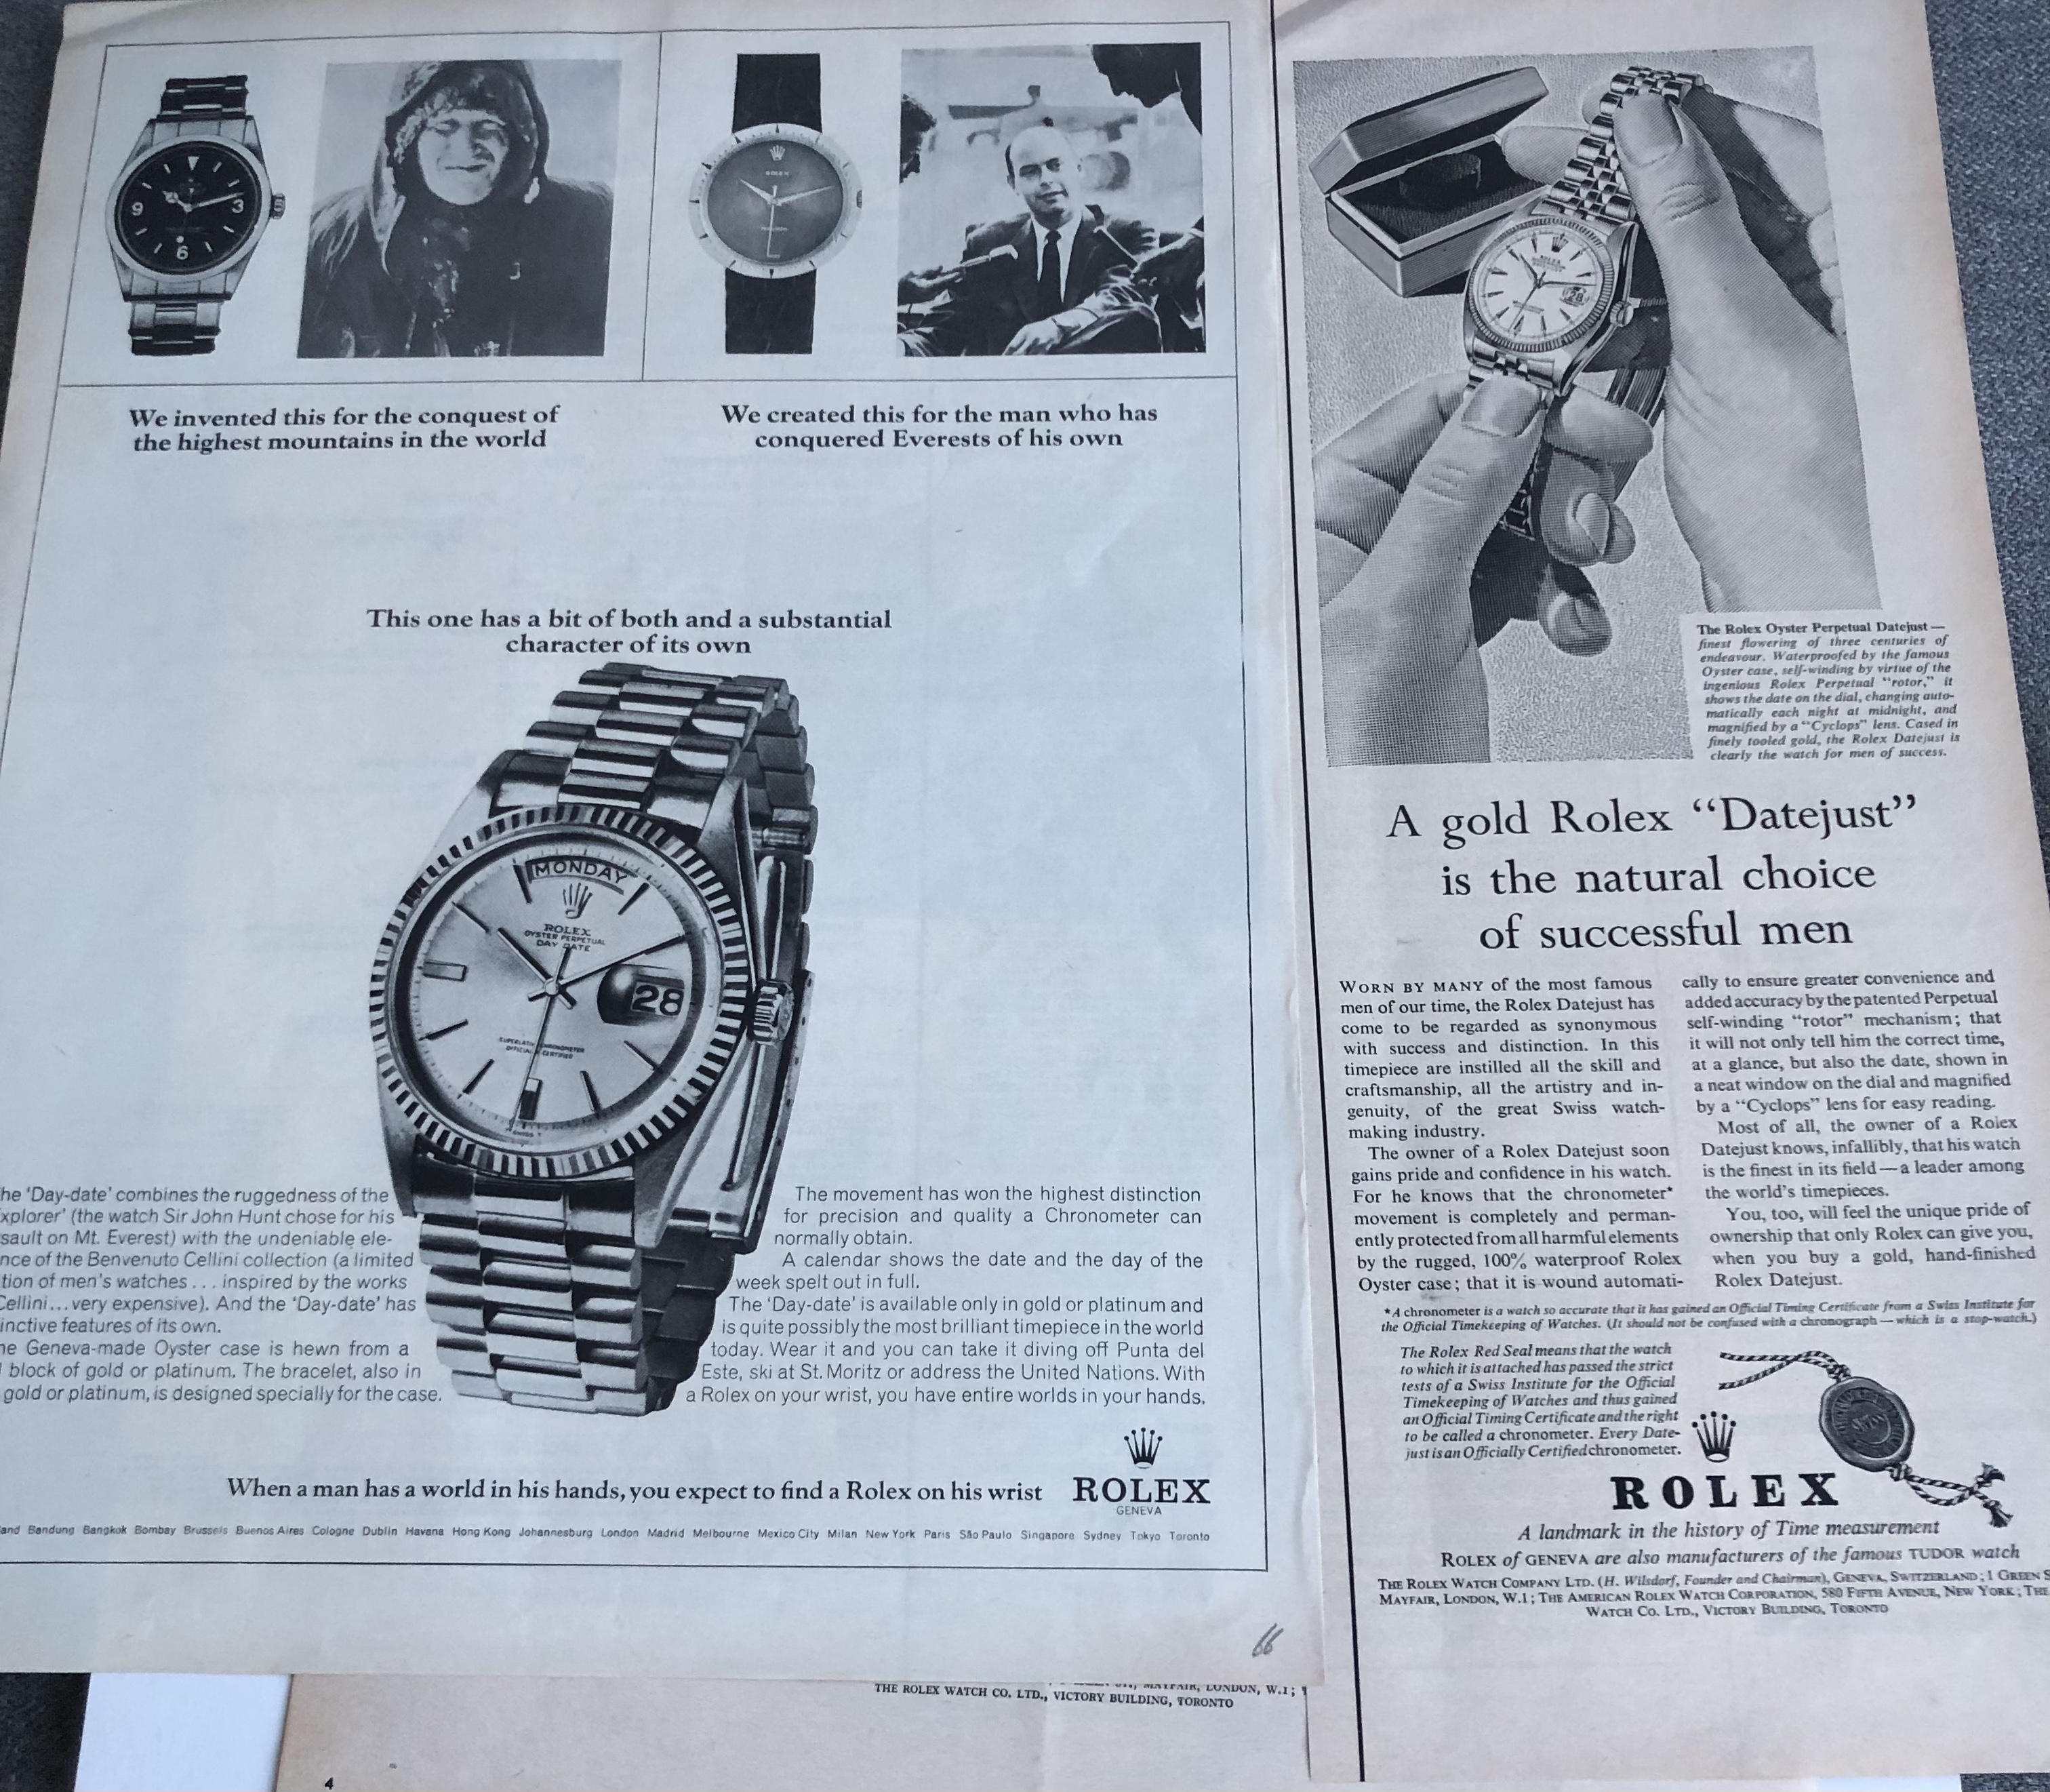 We invented this for the conquest of
the highest mountains in the world
ROLEX
We created this for the man who has
conquered Everests of his own
9
3
6
This one has a bit of both and a substantial
character of its own
MONDAY
ROLEX
OYSTER PERPETUAL
DAY DATE
28
SUPERLATIVE CHRONOMETER
OFFICIALLY CERTIFIED
he 'Day-date' combines the ruggedness of the
xplorer' (the watch Sir John Hunt chose for his
sault on Mt. Everest) with the undeniable ele-
nce of the Benvenuto Cellini collection (a limited
tion of men's watches ... inspired by the works
Cellini...very expensive). And the 'Day-date' has
inctive features of its own.
he Geneva-made Oyster case is hewn from a
block of gold or platinum. The bracelet, also in
gold or platinum, is designed specially for the case.
The movement has won the highest distinction
for precision and quality a Chronometer can
normally obtain.
A calendar shows the date and the day of the
week spelt out in full.
The 'Day-date' is available only in gold or platinum and
is quite possibly the most brilliant timepiece in the world
today. Wear it and you can take it diving off Punta del
Este, ski at St. Moritz or address the United Nations. With
a Rolex on your wrist, you have entire worlds in your hands.
When a man has a world in his hands, you expect to find a Rolex on his wrist
ROLEX
GENEVA
and Bandung Bangkok Bombay Brussels Buenos Aires Cologne Dublin Havana Hong Kong Johannesburg London Madrid Melbourne Mexico City Milan New York Paris São Paulo Singapore Sydney Tokyo Toronto
66
ROLEX
28
The Rolex Oyster Perpetual Datejust —
finest flowering of three centuries of
endeavour. Waterproofed by the famous
Oyster case, self-winding by virtue of the
ingenious Rolex Perpetual "rotor," it
shows the date on the dial, changing auto-
matically each night at midnight, and
magnified by a "Cyclops" lens. Cased in
finely tooled gold, the Rolex Datejust is
clearly the watch for men of success.
A gold Rolex "Datejust"
is the natural choice
of successful men
WORN BY MANY of the most famous
men of our time, the Rolex Datejust has
come to be regarded as synonymous
with success and distinction. In this
timepiece are instilled all the skill and
craftsmanship, all the artistry and in-
genuity, of the great Swiss watch-
making industry.
The owner of a Rolex Datejust soon
gains pride and confidence in his watch.
For he knows that the chronometer*
movement is completely and perman-
ently protected from all harmful elements
by the rugged, 100% waterproof Rolex
Oyster case; that it is wound automati-
cally to ensure greater convenience and
added accuracy by the patented Perpetual
self-winding "rotor" mechanism; that
it will not only tell him the correct time,
at a glance, but also the date, shown in
a neat window on the dial and magnified
by a "Cyclops" lens for easy reading.
Most of all, the owner of a Rolex
Datejust knows, infallibly, that his watch
is the finest in its field — a leader among
the world's timepieces.
You, too, will feel the unique pride of
ownership that only Rolex can give you,
when you buy a gold, hand-finished
Rolex Datejust.
*A chronometer is a watch so accurate that it has gained an Official Timing Certificate from a Swiss Institute for
the Official Timekeeping of Watches. (It should not be confused with a chronograph — which is a stop-watch.)
The Rolex Red Seal means that the watch
to which it is attached has passed the strict
tests of a Swiss Institute for the Official
Timekeeping of Watches and thus gained
an Official Timing Certificate and the right
to be called a chronometer. Every Date-
just is an Officially Certified chronometer.
ROLEX
A landmark in the history of Time measurement
ROLEX of GENEVA are also manufacturers of the famous TUDOR watch
THE ROLEX WATCH COMPANY LTD. (H. Wilsdorf, Founder and Chairman), GENEVA, SWITZERLAND; 1 GREEN S
MAYFAIR, LONDON, W.1; THE AMERICAN ROLEX WATCH CORPORATION, 580 FIFTH AVENUE, NEW YORK; THE
WATCH CO. LTD., VICTORY BUILDING, TORONTO
MAYFAIR, LONDON, W.1;
THE ROLEX WATCH CO. LTD., VICTORY BUILDING, TORONTO
4